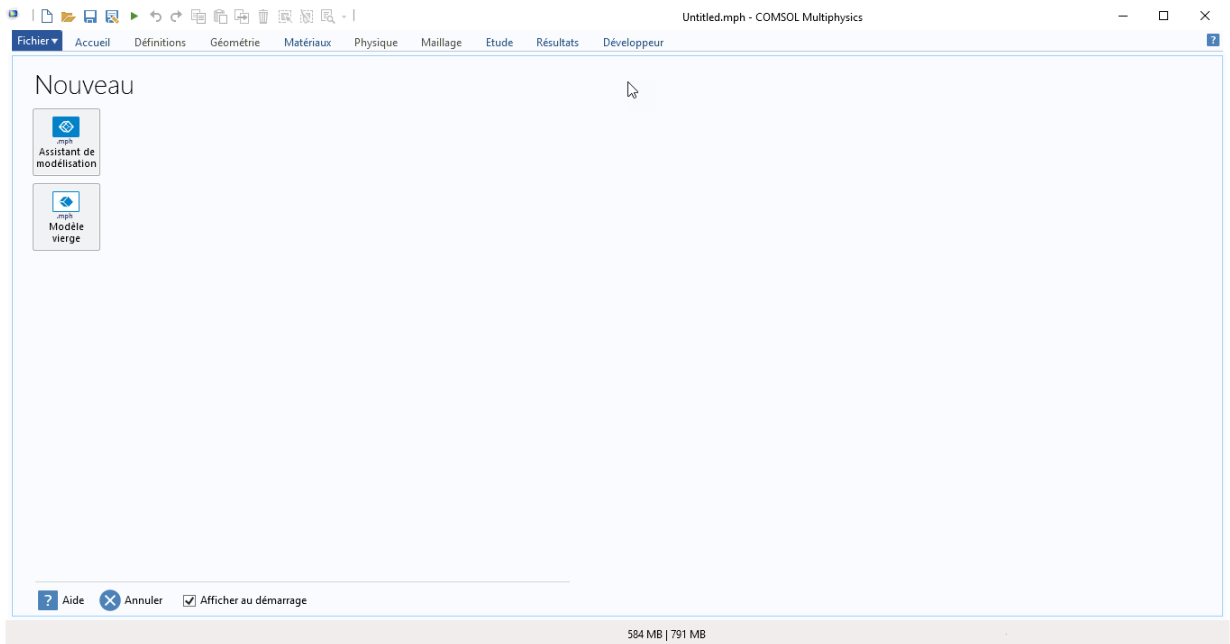 Untitled.mph - COMSOL Multiphysics
Fichier Accueil Définitions Géométrie Matériaux Physique Maillage Etude Résultats Développeur ?
Nouveau
.mph
Assistant de
modélisation
.mph
Modèle
vierge
? Aide Annuler Afficher au démarrage
584 MB | 791 MB